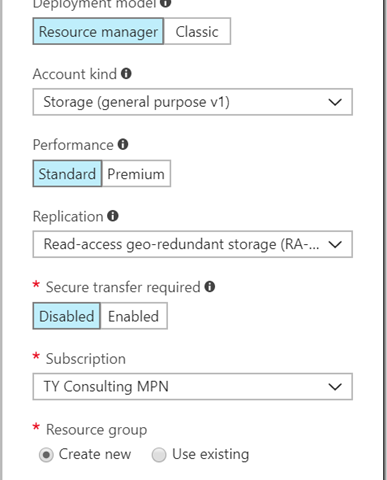 Deployment model
Resource manager Classic
Account kind
Storage (general purpose v1)
Performance
Standard Premium
Replication
Read-access geo-redundant storage (RA-...
* Secure transfer required
Disabled Enabled
* Subscription
TY Consulting MPN
* Resource group
Create new Use existing